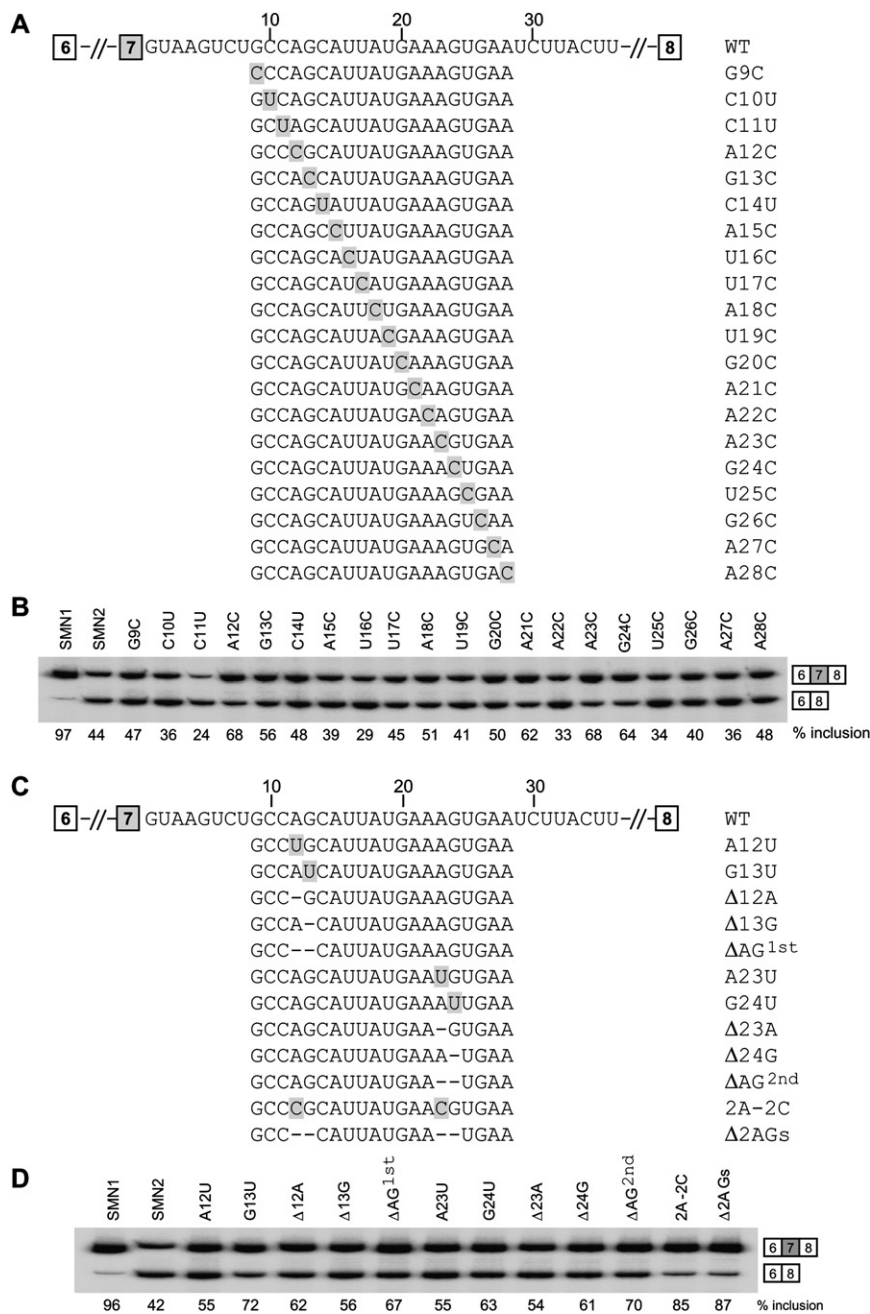 A
10 20 30
6 -//- 7 GUAAGUCUGCCAGCAUUAUGAAAGUGAAUCUUACUU -//- 8 WT
CCCAGCAUUAUGAAAGUGAA G9C
GUCAGCAUUAUGAAAGUGAA C10U
GCUAGCAUUAUGAAAGUGAA C11U
GCCCGCAUUAUGAAAGUGAA A12C
GCCACCAUUAUGAAAGUGAA G13C
GCCAGUAUUAUGAAAGUGAA C14U
GCCAGCCUUAUGAAAGUGAA A15C
GCCAGCACUAUGAAAGUGAA U16C
GCCAGCAUCAUGAAAGUGAA U17C
GCCAGCAUUCUGAAAGUGAA A18C
GCCAGCAUUACGAAAGUGAA U19C
GCCAGCAUUAUCAAAGUGAA G20C
GCCAGCAUUAUGCAAGUGAA A21C
GCCAGCAUUAUGACAGUGAA A22C
GCCAGCAUUAUGAACGUGAA A23C
GCCAGCAUUAUGAAACUGAA G24C
GCCAGCAUUAUGAAAGCGAA U25C
GCCAGCAUUAUGAAAGUCAA G26C
GCCAGCAUUAUGAAAGUGCA A27C
GCCAGCAUUAUGAAAGUGAC A28C
B
SMN1 SMN2 G9C C10U C11U A12C G13C C14U A15C U16C U17C A18C U19C G20C A21C A22C A23C G24C U25C G26C A27C A28C
6 7 8
6 8
97 44 47 36 24 68 56 48 39 29 45 51 41 50 62 33 68 64 34 40 36 48 % inclusion
C
10 20 30
6 -//- 7 GUAAGUCUGCCAGCAUUAUGAAAGUGAAUCUUACUU -//- 8 WT
GCCUGCAUUAUGAAAGUGAA A12U
GCCAUCAUUAUGAAAGUGAA G13U
GCC-GCAUUAUGAAAGUGAA Δ12A
GCCA-CAUUAUGAAAGUGAA Δ13G
GCC--CAUUAUGAAAGUGAA ΔAG1st
GCCAGCAUUAUGAAUGUGAA A23U
GCCAGCAUUAUGAAAUUGAA G24U
GCCAGCAUUAUGAA-GUGAA Δ23A
GCCAGCAUUAUGAAA-UGAA Δ24G
GCCAGCAUUAUGAA--UGAA ΔAG2nd
GCCCGCAUUAUGAACGUGAA 2A-2C
GCC--CAUUAUGAA--UGAA Δ2AGs
D
SMN1 SMN2 A12U G13U Δ12A Δ13G ΔAG1st A23U G24U Δ23A Δ24G ΔAG2nd 2A-2C Δ2AGs
6 7 8
6 8
96 42 55 72 62 56 67 55 63 54 61 70 85 87 % inclusion